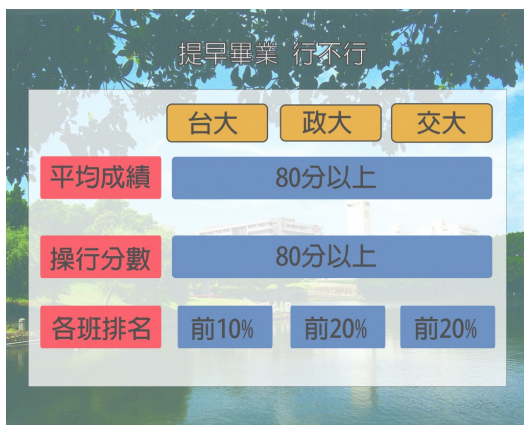 提早畢業 行不行
台大 政大 交大
平均成績 80分以上
操行分數 80分以上
各班排名 前10% 前20% 前20%